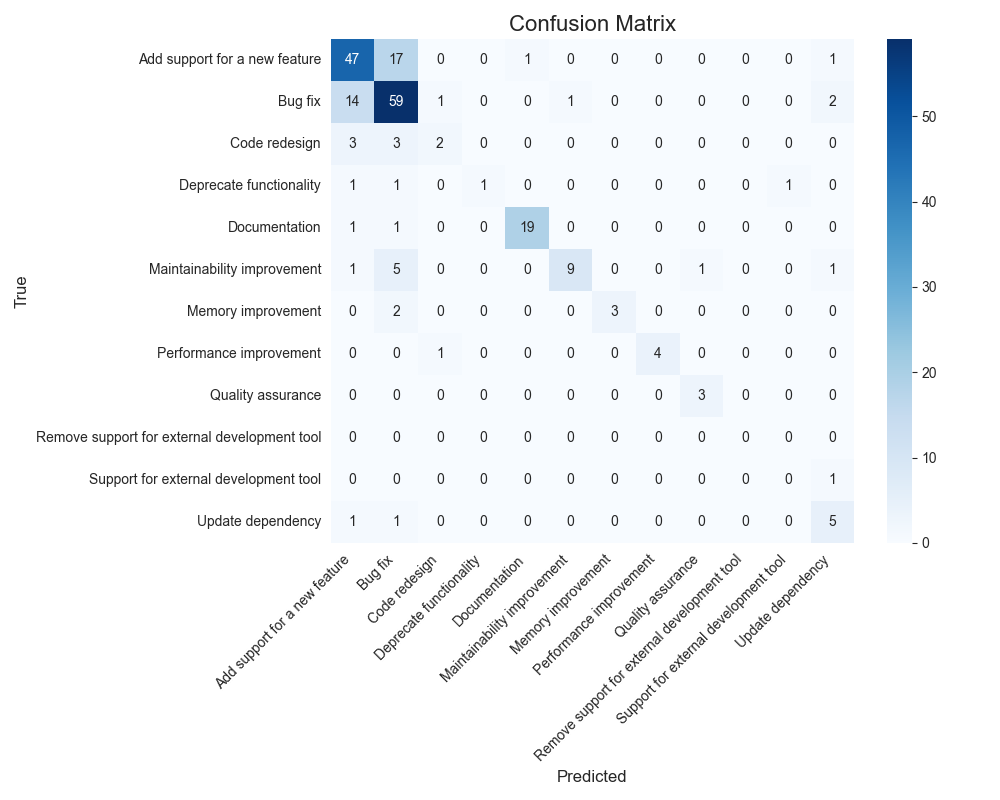 Confusion Matrix
Add support for a new feature 47 17 0 0 1 0 0 0 0 0 0 1
Bug fix 14 59 1 0 0 1 0 0 0 0 0 2
Code redesign 3 3 2 0 0 0 0 0 0 0 0 0
Deprecate functionality 1 1 0 1 0 0 0 0 0 0 1 0
Documentation 1 1 0 0 19 0 0 0 0 0 0 0
Maintainability improvement 1 5 0 0 0 9 0 0 1 0 0 1
Memory improvement 0 2 0 0 0 0 3 0 0 0 0 0
Performance improvement 0 0 1 0 0 0 0 4 0 0 0 0
Quality assurance 0 0 0 0 0 0 0 0 3 0 0 0
Remove support for external development tool 0 0 0 0 0 0 0 0 0 0 0 0
Support for external development tool 0 0 0 0 0 0 0 0 0 0 0 1
Update dependency 1 1 0 0 0 0 0 0 0 0 0 5
True
Add support for a new feature
Bug fix
Code redesign
Deprecate functionality
Documentation
Maintainability improvement
Memory improvement
Performance improvement
Quality assurance
Remove support for external development tool
Support for external development tool
Update dependency
Predicted
50
40
30
20
10
0